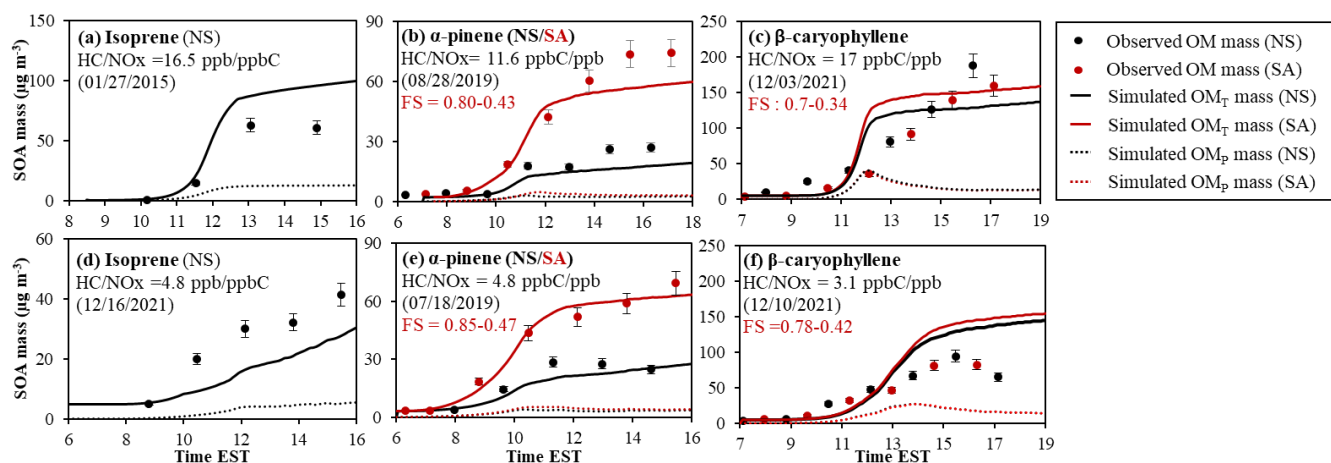 SOA mass (µg m⁻³)
150
100
50
0
(a) Isoprene (NS)
HC/NOx =16.5 ppb/ppbC
(01/27/2015)
8 9 10 11 12 13 14 15 16
90
60
30
0
(b) α-pinene (NS/SA)
HC/NOx= 11.6 ppbC/ppb
(08/28/2019)
FS = 0.80-0.43
6 8 10 12 14 16
250
200
150
100
50
0
(c) β-caryophyllene
HC/NOx = 17 ppbC/ppb
(12/03/2021)
FS : 0.7-0.34
7 9 11 13 15 17 19
Observed OM mass (NS)
Observed OM mass (SA)
Simulated OMT mass (NS)
Simulated OMT mass (SA)
Simulated OMP mass (NS)
Simulated OMP mass (SA)
SOA mass (µg m⁻³)
60
40
20
0
(d) Isoprene (NS)
HC/NOx =4.8 ppb/ppbC
(12/16/2021)
6 8 10 12 14 16
Time EST
90
60
30
0
(e) α-pinene (NS/SA)
HC/NOx = 4.8 ppbC/ppb
(07/18/2019)
FS = 0.85-0.47
6 8 10 12 14 16
Time EST
250
200
150
100
50
0
(f) β-caryophyllene
HC/NOx = 3.1 ppbC/ppb
(12/10/2021)
FS =0.78-0.42
7 9 11 13 15 17 19
Time EST